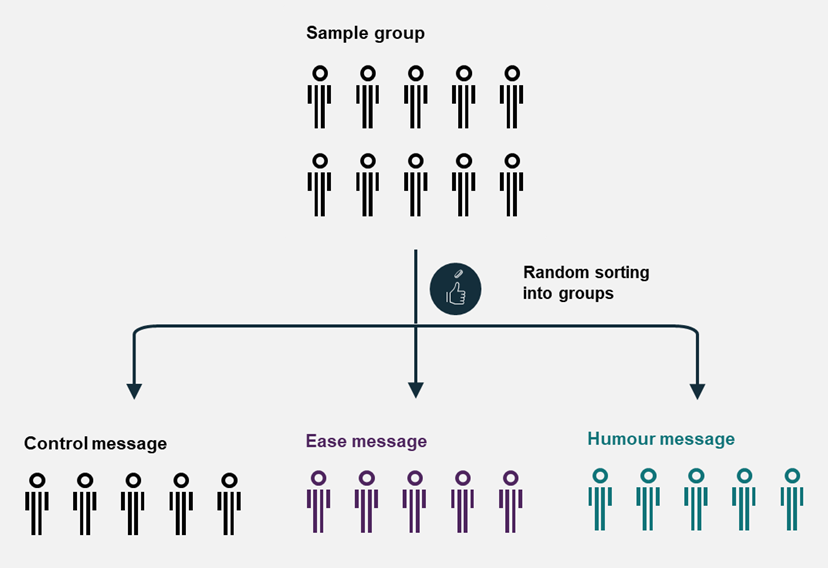 Sample group
Random sorting
into groups
Control message
Ease message
Humour message